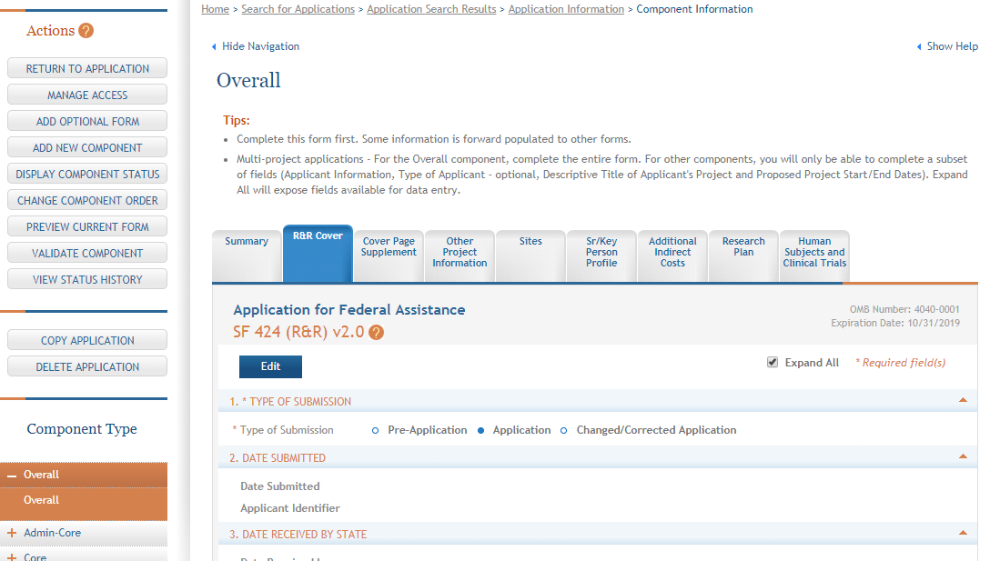 Home > Search for Applications > Application Search Results > Application Information > Component Information
Actions ?
RETURN TO APPLICATION
MANAGE ACCESS
ADD OPTIONAL FORM
ADD NEW COMPONENT
DISPLAY COMPONENT STATUS
CHANGE COMPONENT ORDER
PREVIEW CURRENT FORM
VALIDATE COMPONENT
VIEW STATUS HISTORY
COPY APPLICATION
DELETE APPLICATION
Component Type
Overall
Overall
Admin-Core
Core
Hide Navigation
Show Help
Overall
Tips:
• Complete this form first. Some information is forward populated to other forms.
• Multi-project applications - For the Overall component, complete the entire form. For other components, you will only be able to complete a subset
of fields (Applicant Information, Type of Applicant - optional, Descriptive Title of Applicant's Project and Proposed Project Start/End Dates). Expand
All will expose fields available for data entry.
Summary
R&R Cover
Cover Page
Supplement
Other
Project
Information
Sites
Sr/Key
Person
Profile
Additional
Indirect
Costs
Research
Plan
Human
Subjects and
Clinical Trials
Application for Federal Assistance
SF 424 (R&R) v2.0 ?
OMB Number: 4040-0001
Expiration Date: 10/31/2019
Edit
Expand All
* Required field(s)
1. * TYPE OF SUBMISSION
* Type of Submission
Pre-Application
Application
Changed/Corrected Application
2. DATE SUBMITTED
Date Submitted
Applicant Identifier
3. DATE RECEIVED BY STATE